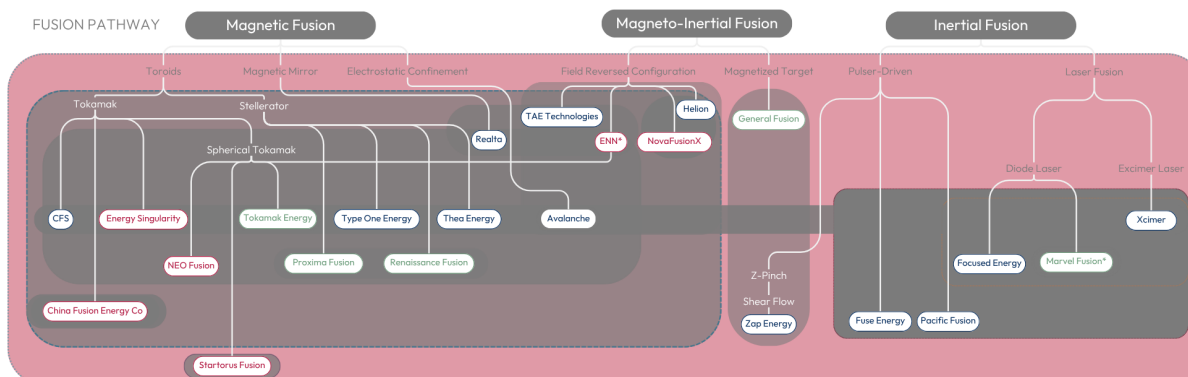 FUSION PATHWAY
Magnetic Fusion
Magneto-Inertial Fusion
Inertial Fusion
Toroids
Magnetic Mirror
Electrostatic Confinement
Field Reversed Configuration
Magnetized Target
Pulser-Driven
Laser Fusion
Tokamak
Stellerator
Helion
TAE Technologies
General Fusion
Realta
ENN*
NovaFusionX
Spherical Tokamak
Diode Laser
Excimer Laser
CFS
Energy Singularity
Tokamak Energy
Type One Energy
Thea Energy
Avalanche
Xcimer
NEO Fusion
Proxima Fusion
Renaissance Fusion
Focused Energy
Marvel Fusion*
Z-Pinch
Shear Flow
China Fusion Energy Co
Zap Energy
Fuse Energy
Pacific Fusion
Startorus Fusion